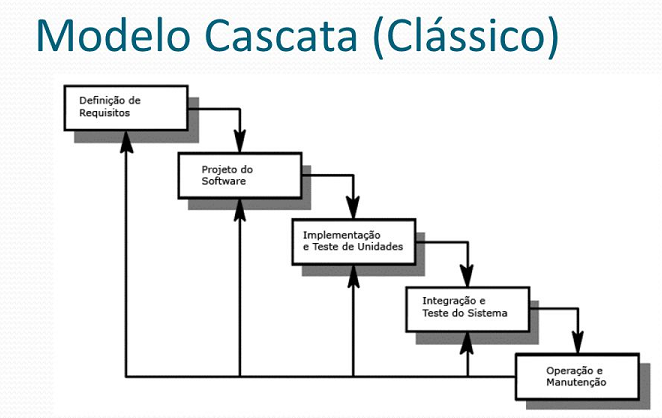 Modelo Cascata (Clássico)
Definição de
Requisitos
Projeto do
Software
Implementação
e Teste de Unidades
Integração e
Teste do Sistema
Operação e
Manutenção